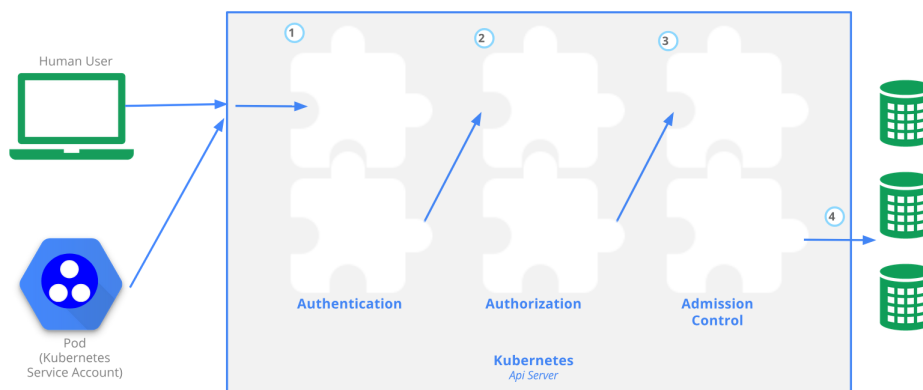 Human User
1
2
3
4
Pod
(Kubernetes
Service Account)
Authentication
Authorization
Admission
Control
Kubernetes
Api Server